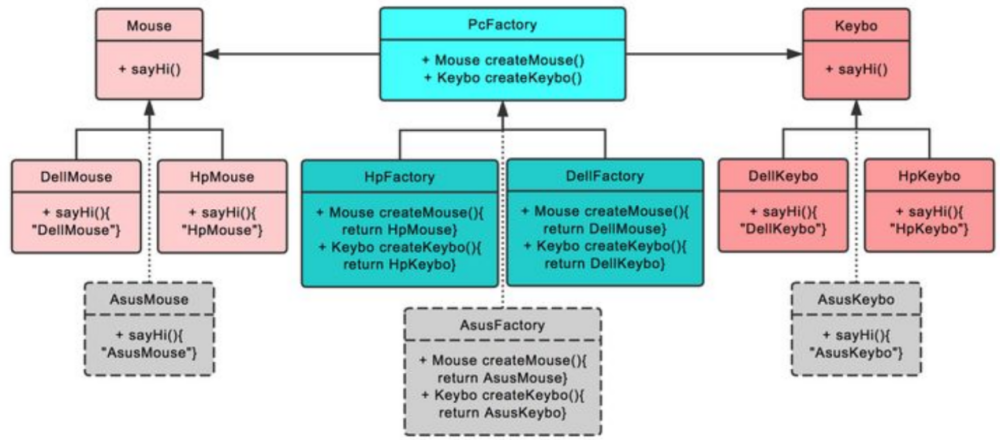 Mouse
+ sayHi()
PcFactory
+ Mouse createMouse()
+ Keybo createKeybo()
Keybo
+ sayHi()
DellMouse
+ sayHi(){
"DellMouse"}
HpMouse
+ sayHi(){
"HpMouse"}
HpFactory
+ Mouse createMouse(){
return HpMouse}
+ Keybo createKeybo(){
return HpKeybo}
DellFactory
+ Mouse createMouse(){
return DellMouse}
+ Keybo createKeybo(){
return DellKeybo}
DellKeybo
+ sayHi(){
"DellKeybo"}
HpKeybo
+ sayHi(){
"HpKeybo"}
AsusMouse
+ sayHi(){
"AsusMouse"}
AsusFactory
+ Mouse createMouse(){
return AsusMouse}
+ Keybo createKeybo(){
return AsusKeybo}
AsusKeybo
+ sayHi(){
"AsusKeybo"}